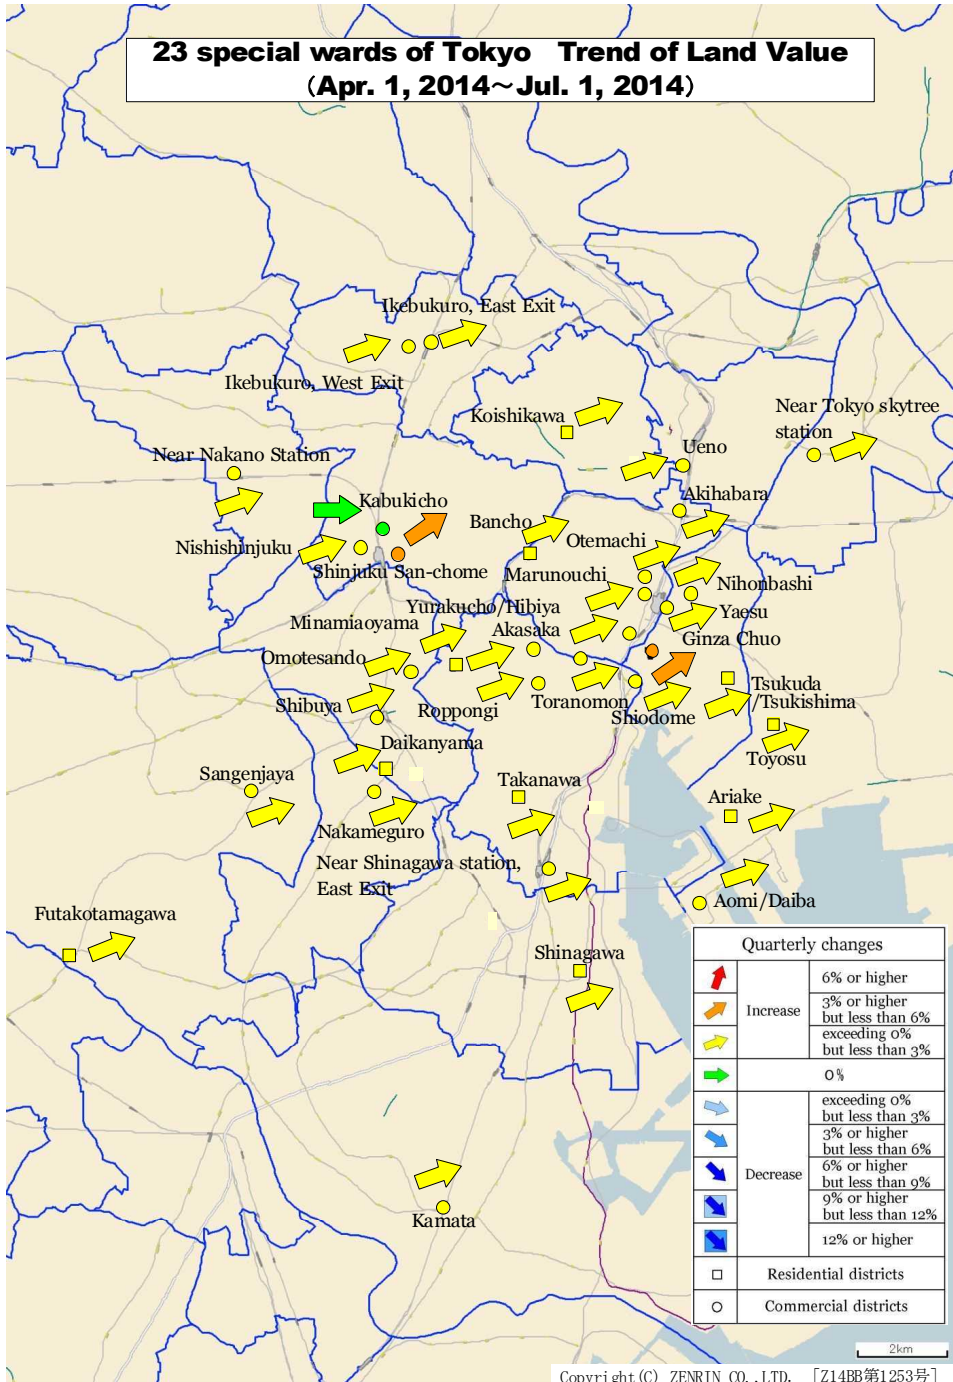 23 special wards of Tokyo Trend of Land Value
(Apr. 1, 2014~Jul. 1, 2014)
Ikebukuro, East Exit
Ikebukuro, West Exit
Koishikawa
Near Tokyo skytree
station
Near Nakano Station
Ueno
Kabukicho
Akihabara
Bancho
Nishishinjuku
Otemachi
Shinjuku San-chome
Marunouchi
Nihonbashi
Yurakucho/Hibiya
Yaesu
Minamiaoyama
Akasaka
Ginza Chuo
Omotesando
Tsukuda
/Tsukishima
Shibuya
Roppongi
Toranomon
Shiodome
Daikanyama
Toyosu
Sangenjaya
Takanawa
Ariake
Nakameguro
Near Shinagawa station,
East Exit
Aomi/Daiba
Futakotamagawa
Shinagawa
Kamata
Quarterly changes
Increase
6% or higher
3% or higher
but less than 6%
exceeding 0%
but less than 3%
0%
Decrease
exceeding 0%
but less than 3%
3% or higher
but less than 6%
6% or higher
but less than 9%
9% or higher
but less than 12%
12% or higher
Residential districts
Commercial districts
2km
Copyright(C) ZENRIN CO.,LTD. [Z14BB第1253号]